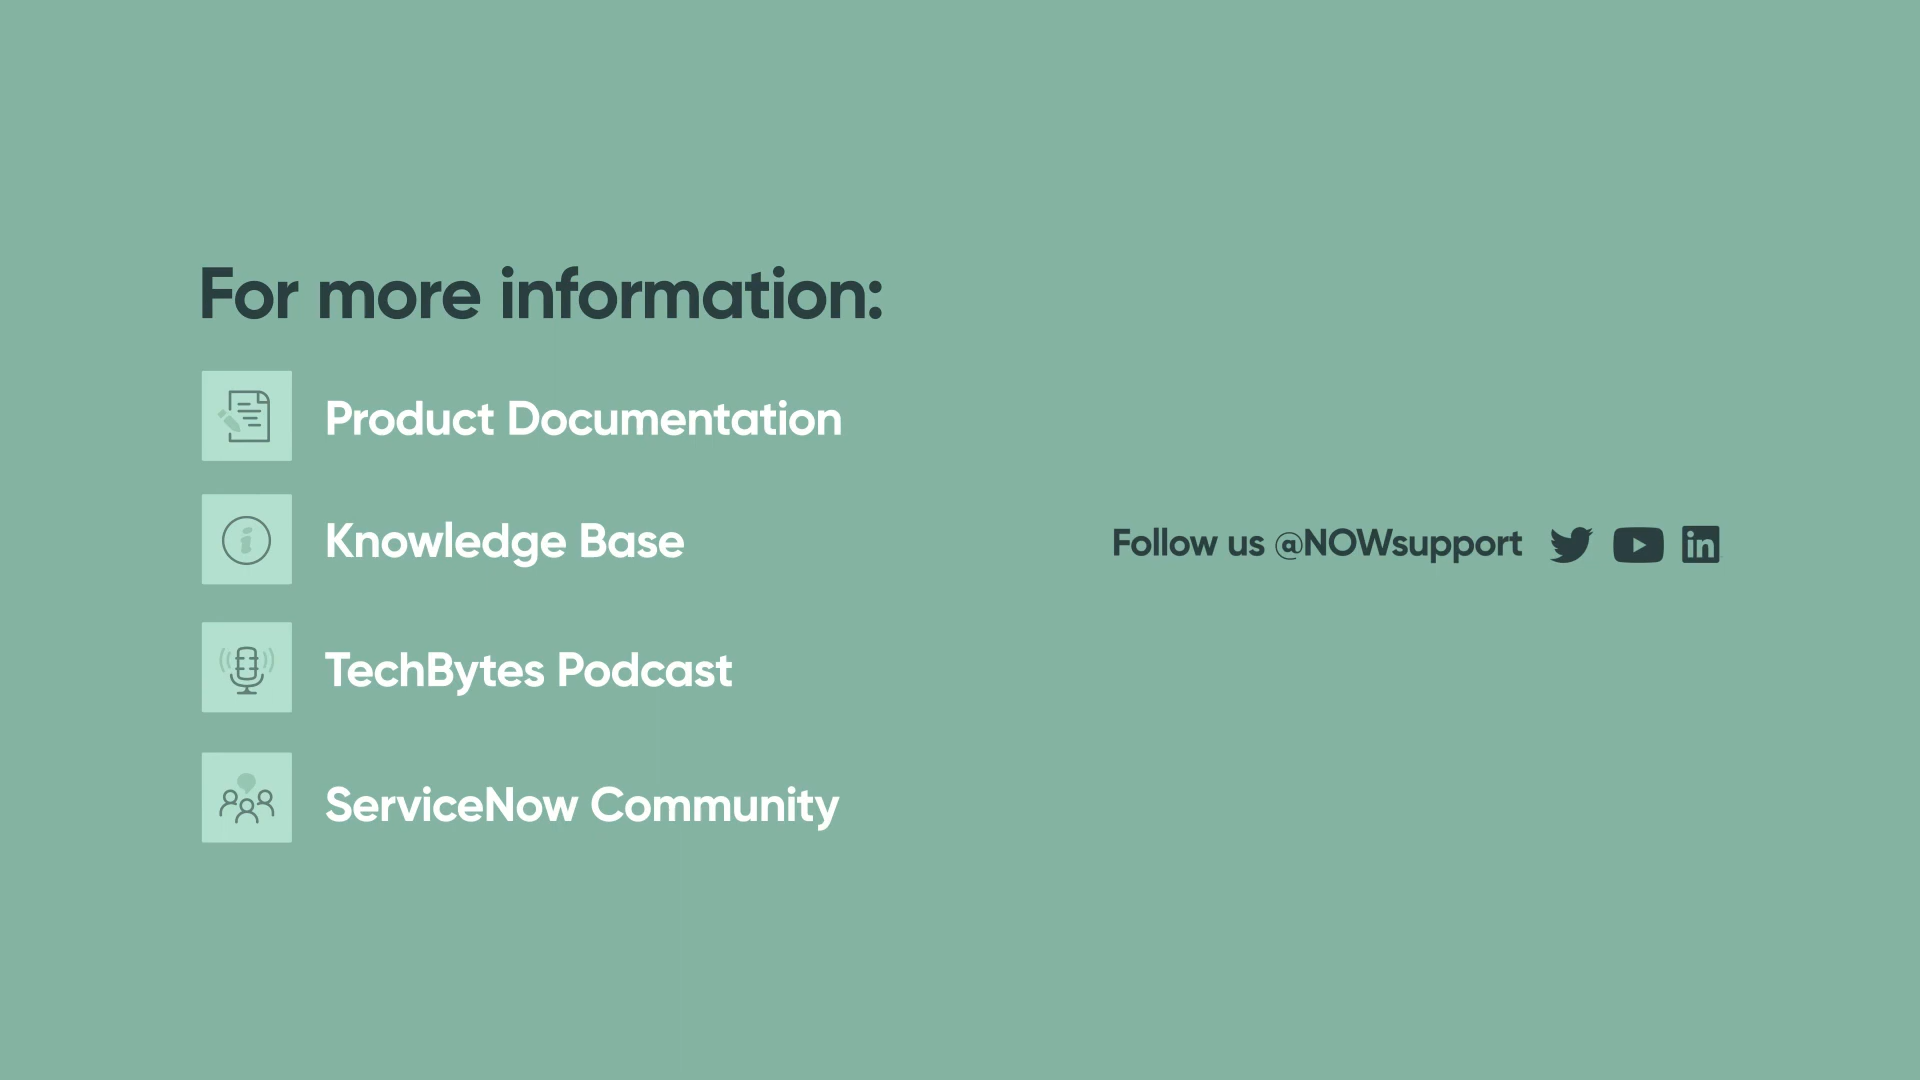 For more information:
Product Documentation
Knowledge Base
TechBytes Podcast
ServiceNow Community
Follow us @NOWsupport